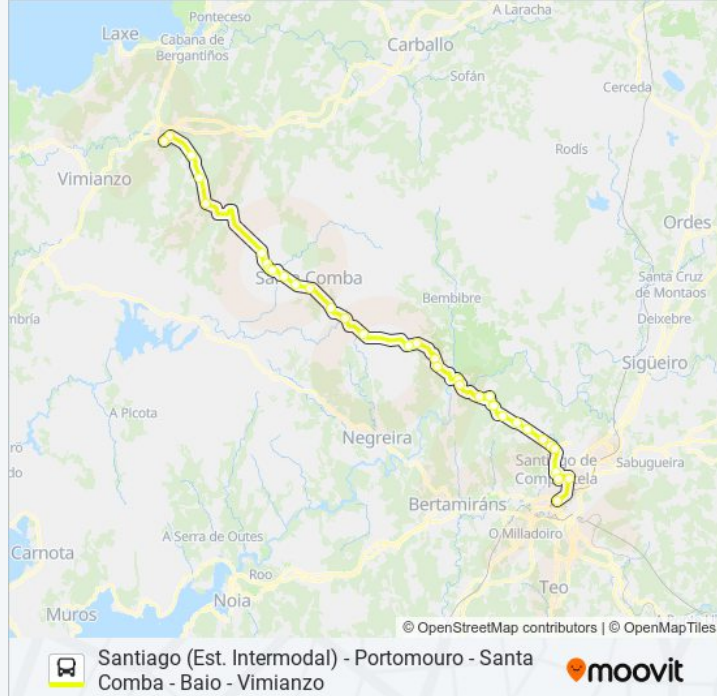 Ponteceso
A Laracha
Laxe
Cabana de
Bergantiños
Carballo
Sofán
Cerceda
Rodís
Vimianzo
Ordes
Santa Comba
Santa Cruz
de Montaos
Bembibre
Deixebre
mbría
Sigüeiro
A Picota
Negreira
Santiago de
Compostela
Sabugueira
Bertamiráns
O Milladoiro
A Serra de Outes
Carnota
Roo
Teo
Noia
Muros
© OpenStreetMap contributors | © OpenMapTiles
Santiago (Est. Intermodal) - Portomouro - Santa
Comba - Baio - Vimianzo
moovit